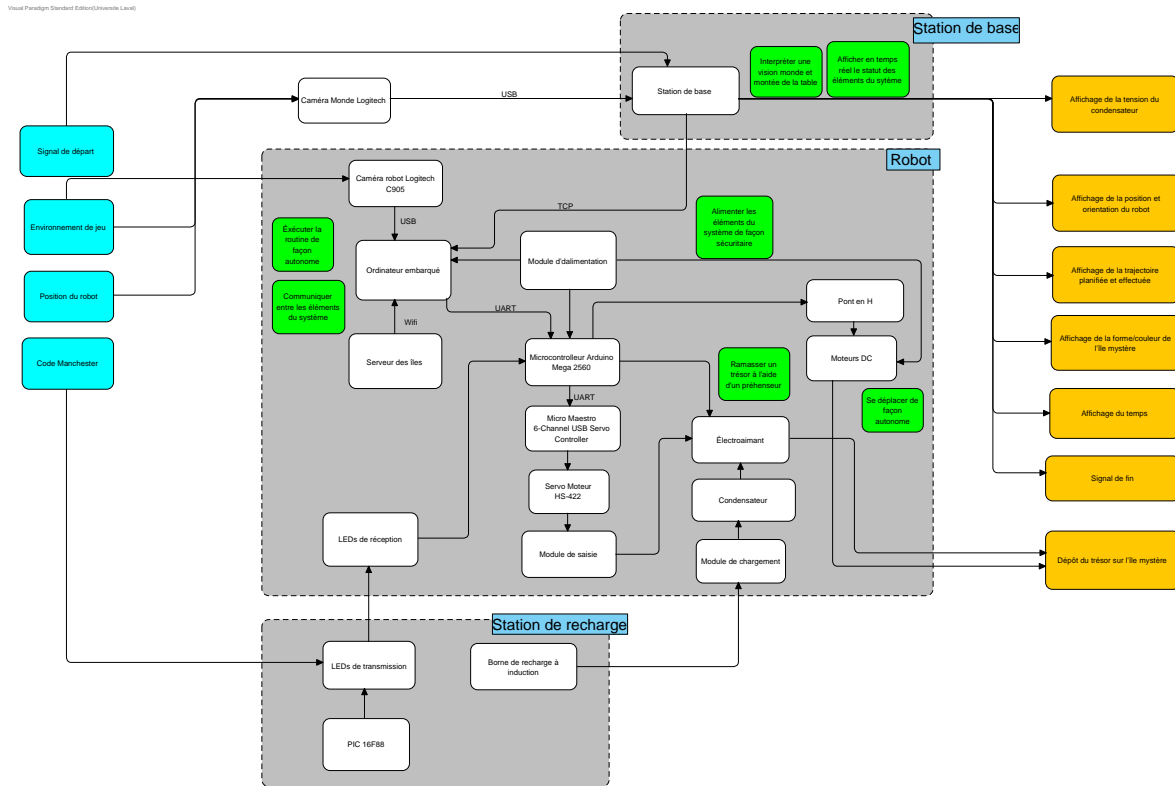 Visual Paradigm Standard Edition(Universite Laval)
Station de base
Interpréter une
vision monde et
montée de la table
Afficher en temps
réel le statut des
éléments du sytème
Station de base
Caméra Monde Logitech
USB
Affichage de la tension du
condensateur
Signal de départ
Robot
Caméra robot Logitech
C905
USB
TCP
Environnement de jeu
Éxécuter la
routine de
façon
autonome
Alimenter les
éléments du
système de façon
sécuritaire
Affichage de la position et
orientation du robot
Ordinateur embarqué
Module d'dalimentation
Affichage de la trajectoire
planifiée et effectuée
Position du robot
Communiquer
entre les éléments
du système
Pont en H
UART
Wifi
Affichage de la forme/couleur de
l'île mystère
Code Manchester
Serveur des îles
Microcontrolleur Arduino
Mega 2560
Moteurs DC
Ramasser un
trésor à l'aide
d'un préhenseur
UART
Se déplacer de
façon
autonome
Affichage du temps
Micro Maestro
6-Channel USB Servo
Controller
Électroaimant
Signal de fin
Servo Moteur
HS-422
Condensateur
LEDs de réception
Module de saisie
Module de chargement
Dépôt du trésor sur l'île mystère
Station de recharge
LEDs de transmission
Borne de recharge à
induction
PIC 16F88